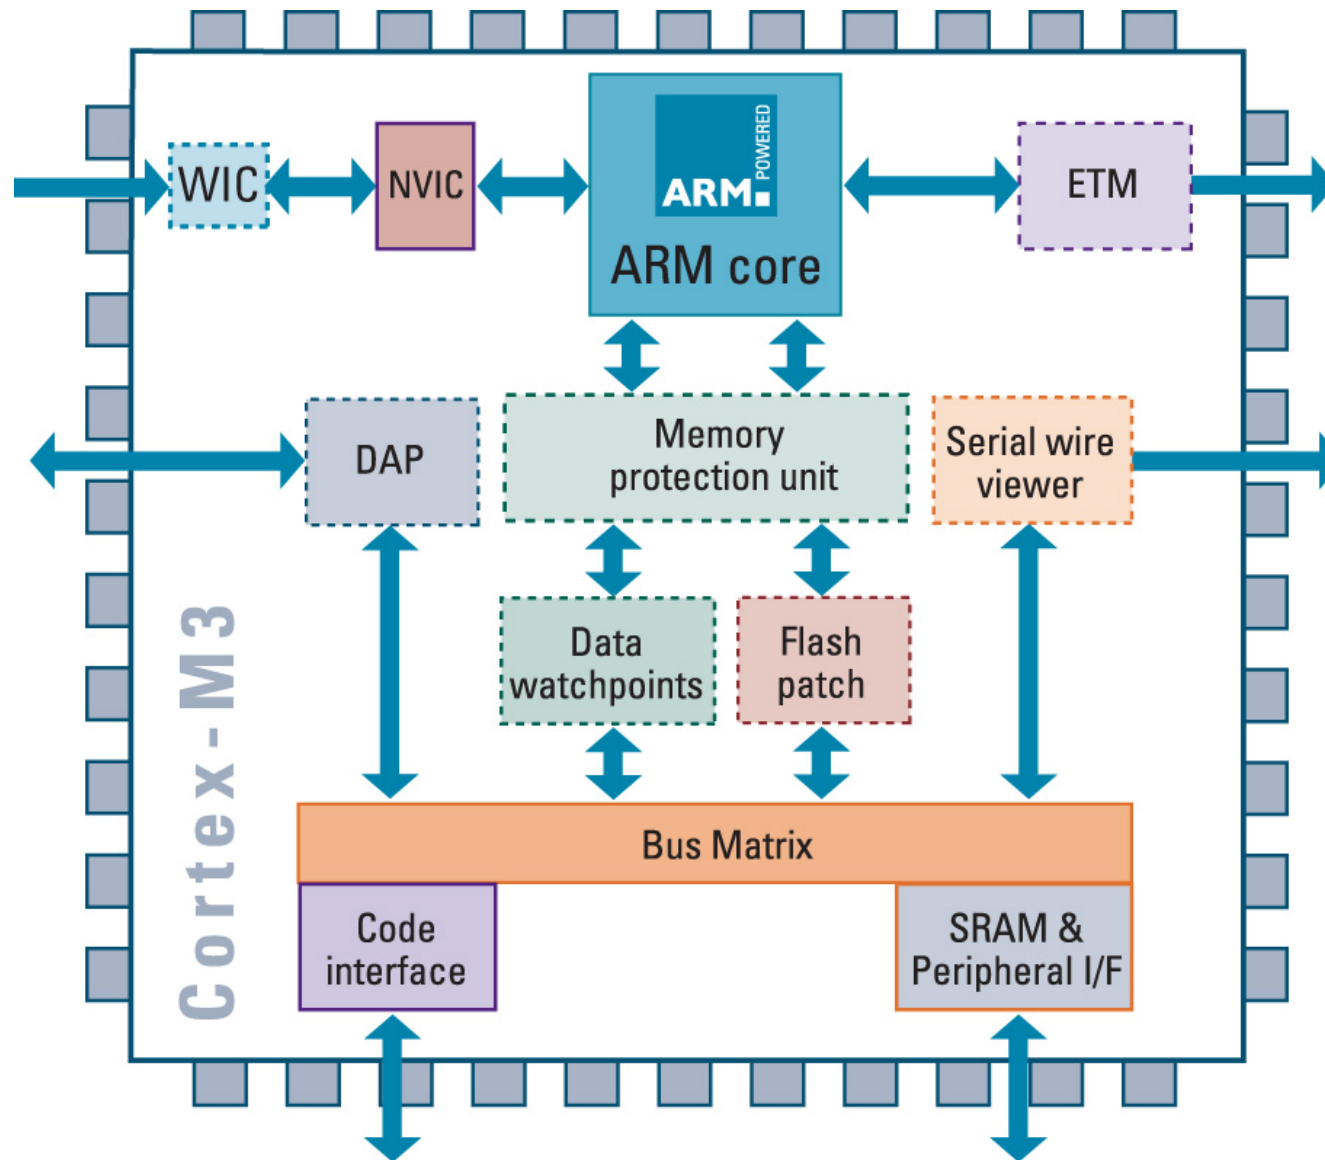 ARM
POWERED
WIC
NVIC
ARM core
ETM
DAP
Memory
protection unit
Serial wire
viewer
Data
watchpoints
Flash
patch
Cortex-M3
Bus Matrix
Code
interface
SRAM &
Peripheral I/F